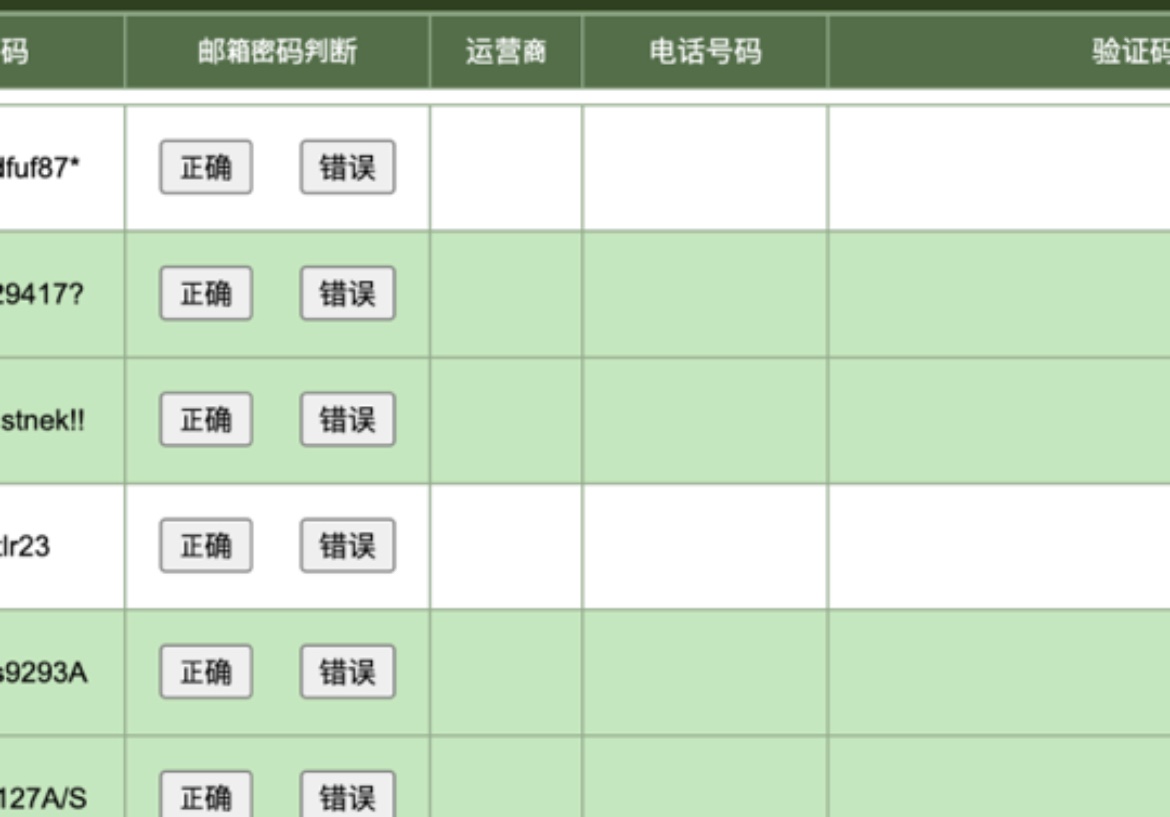 码 邮箱密码判断 运营商 电话号码 验证码
dfuf87* 正确 错误
29417? 正确 错误
stnek!! 正确 错误
tlr23 正确 错误
s9293A 正确 错误
127A/S 正确 错误